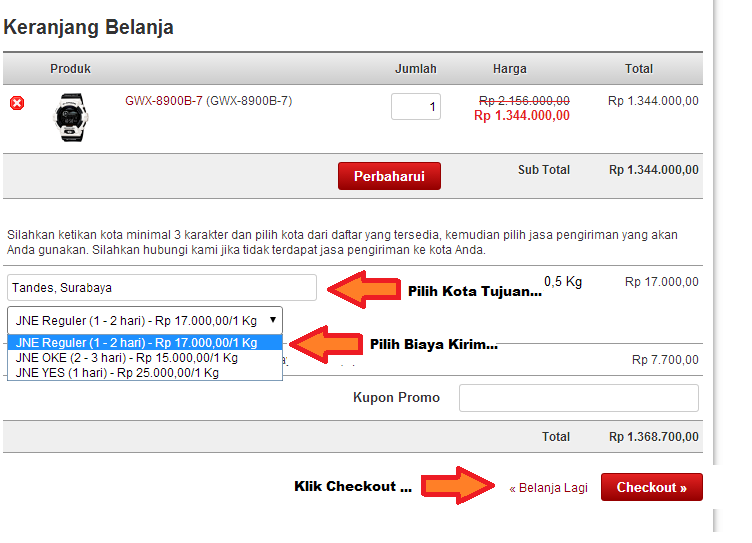 Keranjang Belanja
Produk Jumlah Harga Total
GWX-8900B-7 (GWX-8900B-7) 1 Rp 2.156.000,00 Rp 1.344.000,00
Rp 1.344.000,00
Perbaharui Sub Total Rp 1.344.000,00
Silahkan ketikan kota minimal 3 karakter dan pilih kota dari daftar yang tersedia, kemudian pilih jasa pengiriman yang akan
Anda gunakan. Silahkan hubungi kami jika tidak terdapat jasa pengiriman ke kota Anda.
Tandes, Surabaya Pilih Kota Tujuan... 0,5 Kg Rp 17.000,00
JNE Reguler (1 - 2 hari) - Rp 17.000,00/1 Kg
JNE Reguler (1 - 2 hari) - Rp 17.000,00/1 Kg Pilih Biaya Kirim...
JNE OKE (2 - 3 hari) - Rp 15.000,00/1 Kg Rp 7.700,00
JNE YES (1 hari) - Rp 25.000,00/1 Kg
Kupon Promo
Total Rp 1.368.700,00
Klik Checkout ... « Belanja Lagi Checkout »